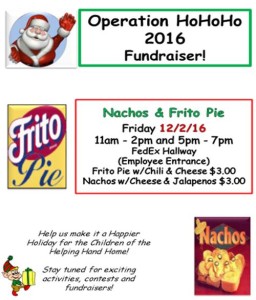 Operation HoHoHo
2016
Fundraiser!
Frito
Pie
Nachos & Frito Pie
Friday 12/2/16
11am - 2pm and 5pm - 7pm
FedEx Hallway
(Employee Entrance)
Frito Pie w/Chili & Cheese $3.00
Nachos w/Cheese & Jalapenos $3.00
Help us make it a Happier
Holiday for the Children of the
Helping Hand Home!
Stay tuned for exciting
activities, contests and
fundraisers!
Nachos